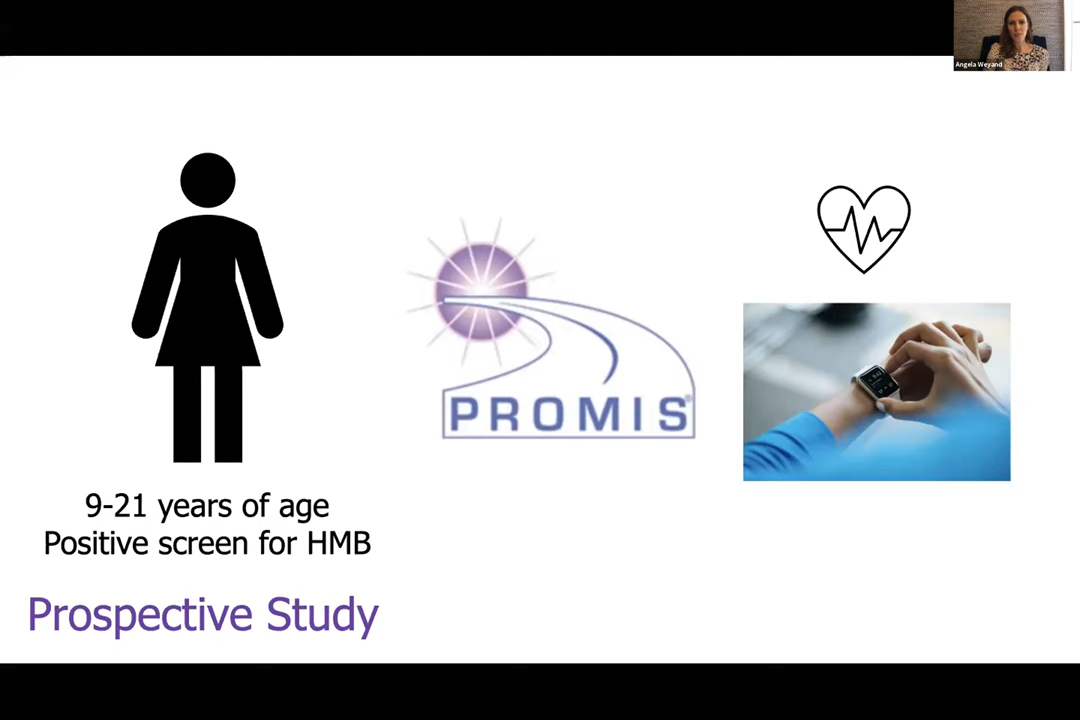 Angela Weyand
PROMIS®
9-21 years of age
Positive screen for HMB
Prospective Study